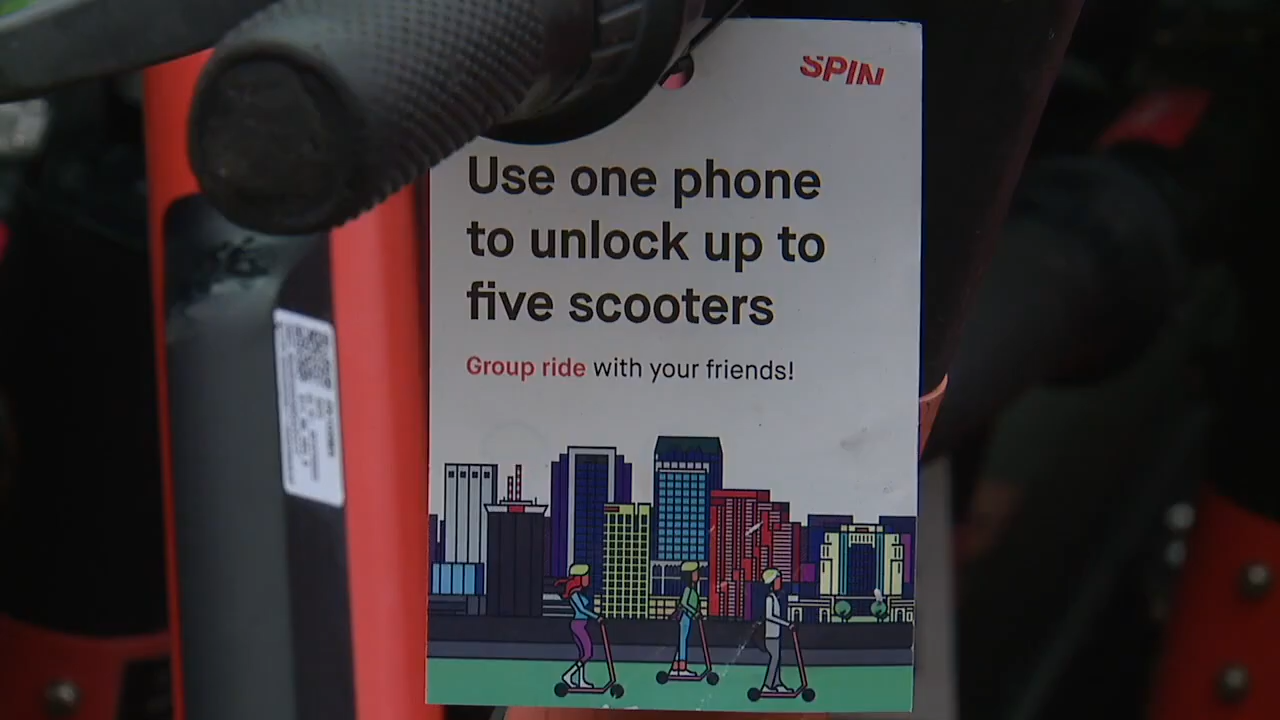 SPIN
Use one phone
to unlock up to
five scooters
Group ride with your friends!